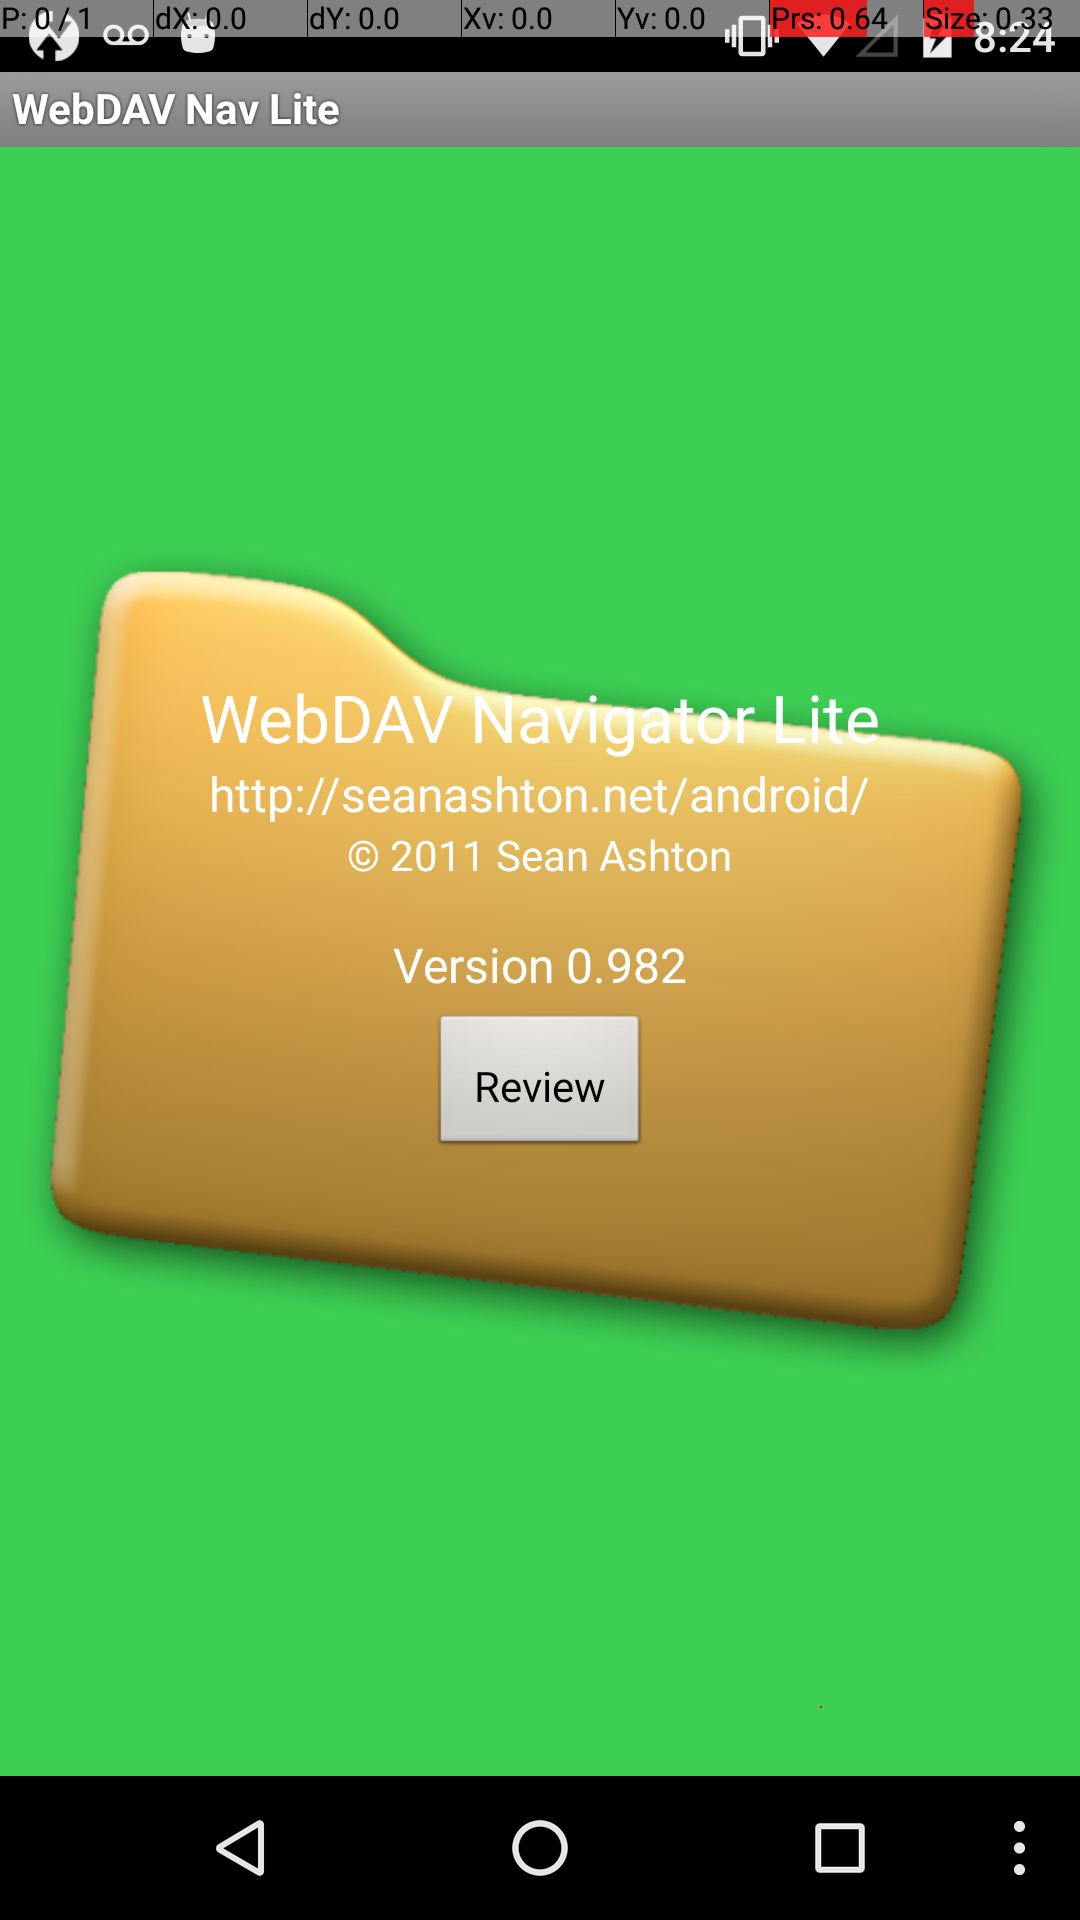 P: 0 / 1 dX: 0.0 dY: 0.0 Xv: 0.0 Yv: 0.0 Prs: 0.64 Size: 0.33
8:24
WebDAV Nav Lite
WebDAV Navigator Lite
http://seanashton.net/android/
© 2011 Sean Ashton
Version 0.982
Review